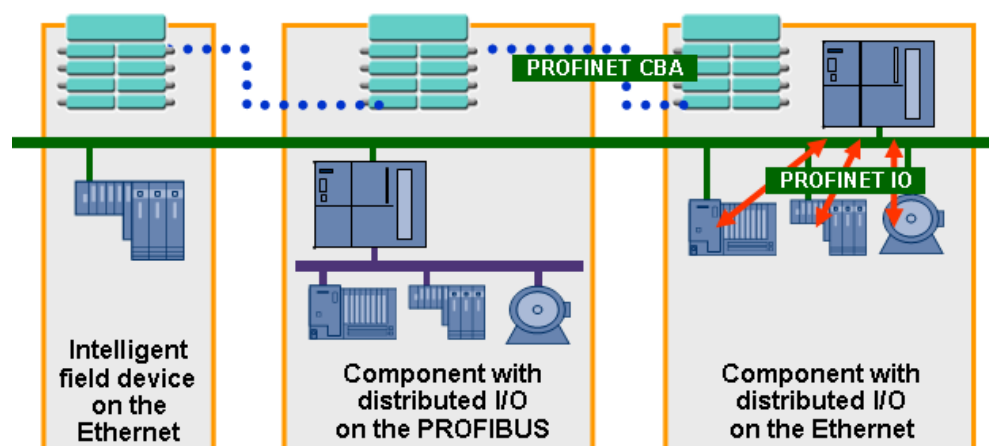 PROFINET CBA
PROFINET IO
Intelligent
field device
on the
Ethernet
Component with
distributed I/O
on the PROFIBUS
Component with
distributed I/O
on the Ethernet